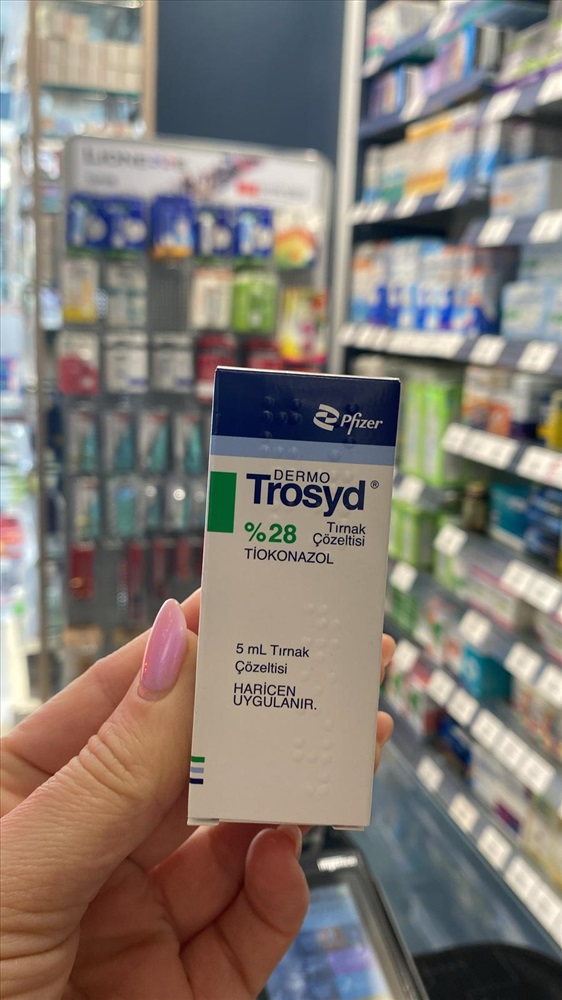 Pfizer
DERMO
Trosyd®
%28 Tırnak
Çözeltisi
TİOKONAZOL
5 mL Tırnak
Çözeltisi
HARİCEN
UYGULANIR.